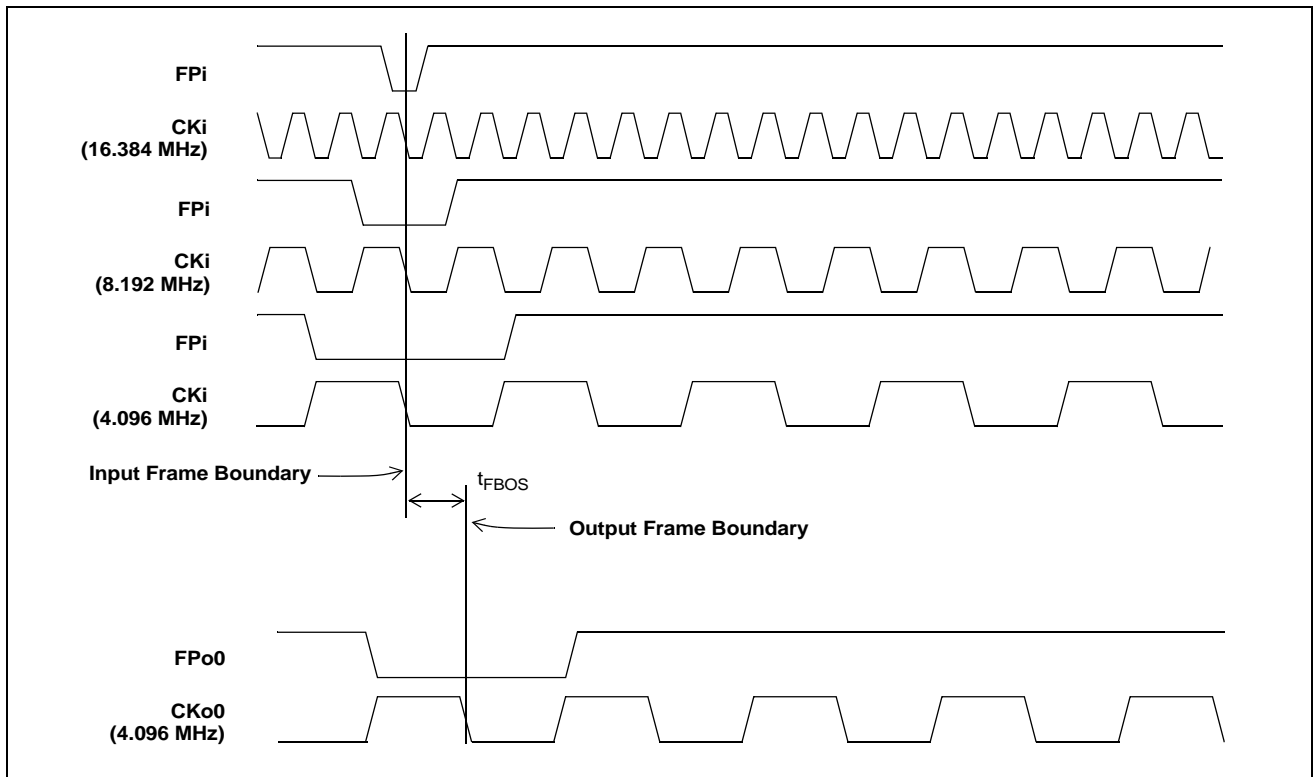 FPi
CKi
(16.384 MHz)
FPi
CKi
(8.192 MHz)
FPi
CKi
(4.096 MHz)
Input Frame Boundary
tFBOS
Output Frame Boundary
FPo0
CKo0
(4.096 MHz)